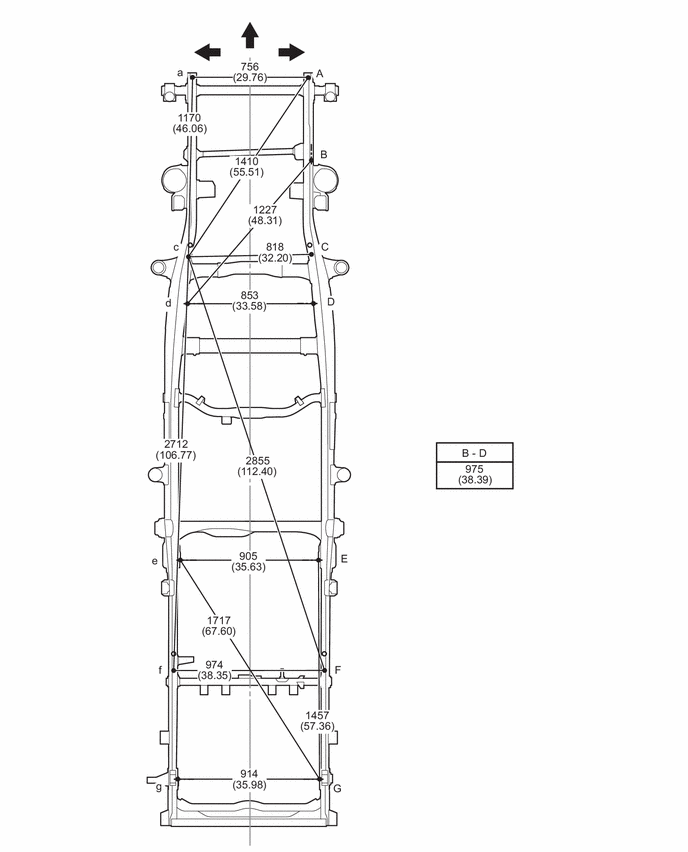 756
(29.76)
a
A
1170
(46.06)
B
1410
(55.51)
1227
(48.31)
c
818
(32.20)
C
d
853
(33.58)
D
2712
(106.77)
2855
(112.40)
B - D
975
(38.39)
e
905
(35.63)
E
1717
(67.60)
f
974
(38.35)
F
1457
(57.36)
g
914
(35.98)
G